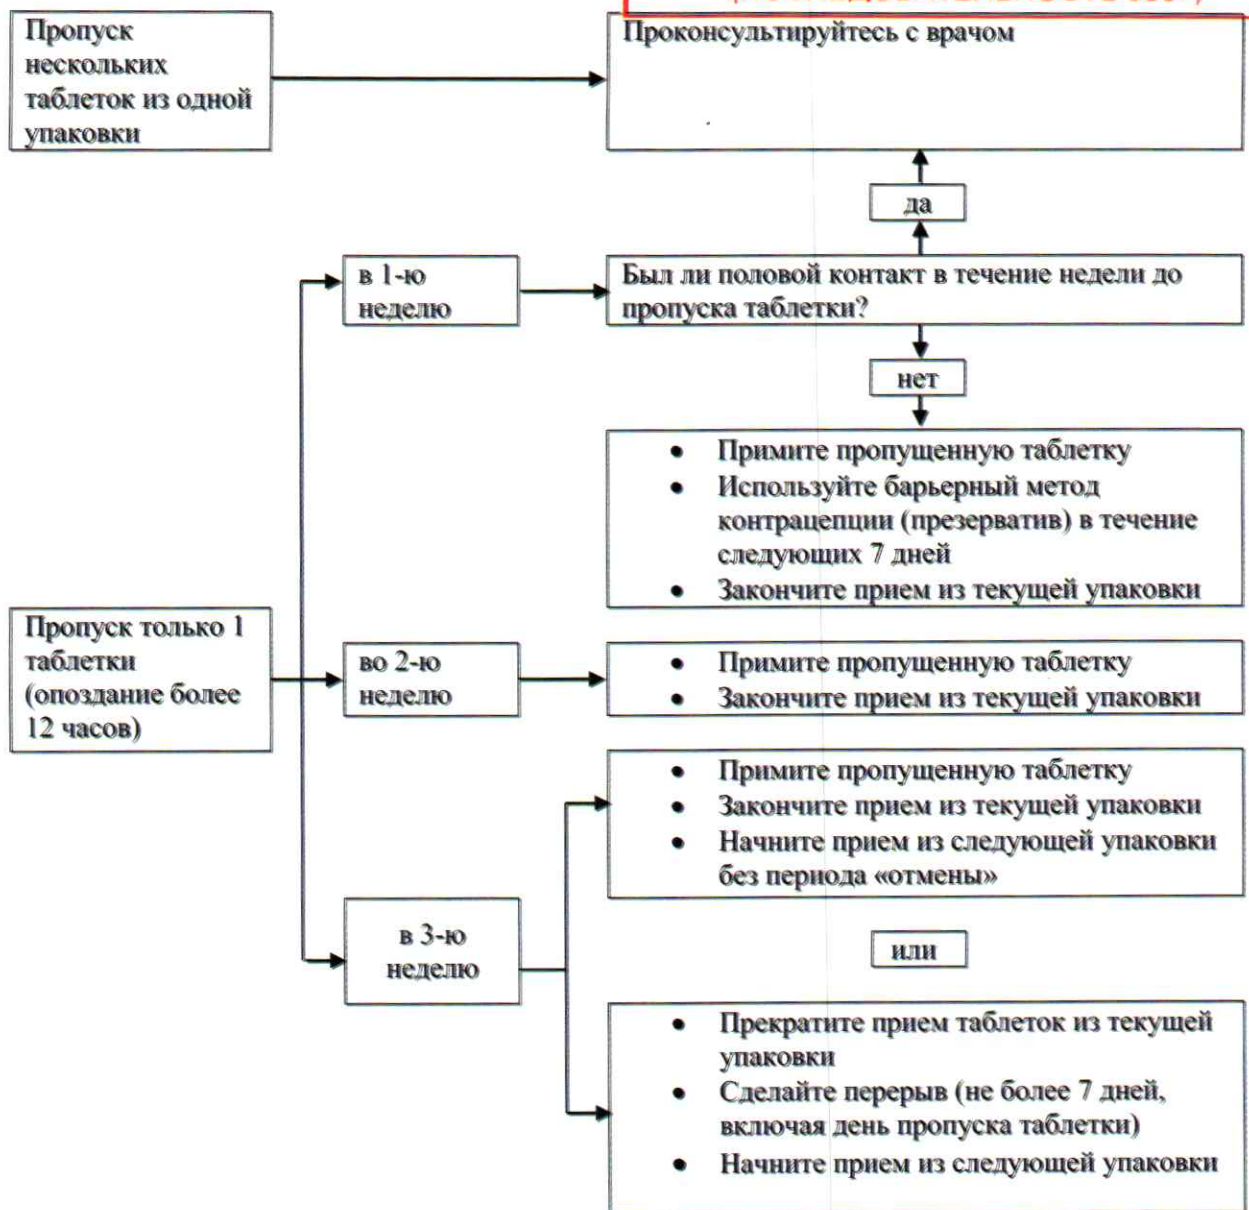 Пропуск
нескольких
таблеток из одной
упаковки
Проконсультируйтесь с врачом
да
в 1-ю
неделю
Был ли половой контакт в течение недели до
пропуска таблетки?
нет
• Примите пропущенную таблетку
• Используйте барьерный метод
контрацепции (презерватив) в течение
следующих 7 дней
• Закончите прием из текущей упаковки
Пропуск только 1
таблетки
(опоздание более
12 часов)
во 2-ю
неделю
• Примите пропущенную таблетку
• Закончите прием из текущей упаковки
• Примите пропущенную таблетку
• Закончите прием из текущей упаковки
• Начните прием из следующей упаковки
без периода «отмены»
в 3-ю
неделю
или
• Прекратите прием таблеток из текущей
упаковки
• Сделайте перерыв (не более 7 дней,
включая день пропуска таблетки)
• Начните прием из следующей упаковки